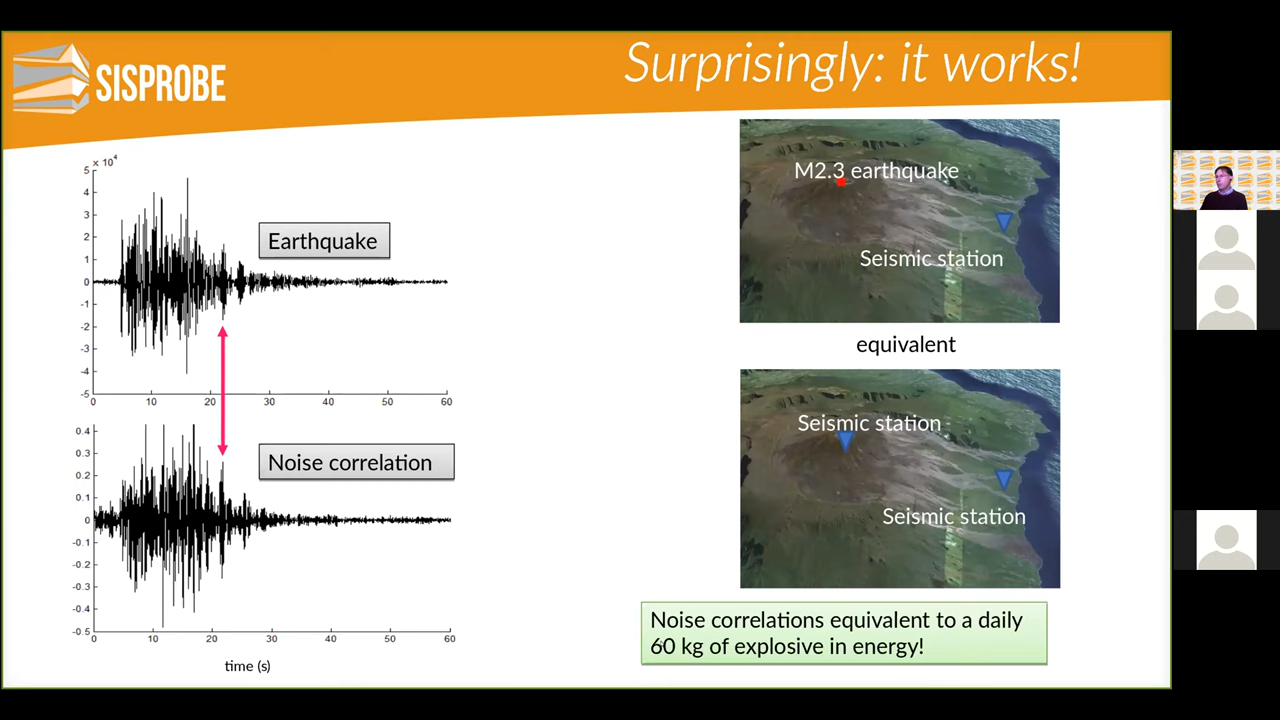 SISPROBE
Surprisingly: it works!
x 10⁴
5
4
3
2
1
0
-1
-2
-3
-4
-5
0 10 20 30 40 50 60
Earthquake
0.4
0.3
0.2
0.1
0
-0.1
-0.2
-0.3
-0.4
-0.5
0 10 20 30 40 50 60
Noise correlation
time (s)
M2.3 earthquake
Seismic station
equivalent
Seismic station
Seismic station
Noise correlations equivalent to a daily
60 kg of explosive in energy!